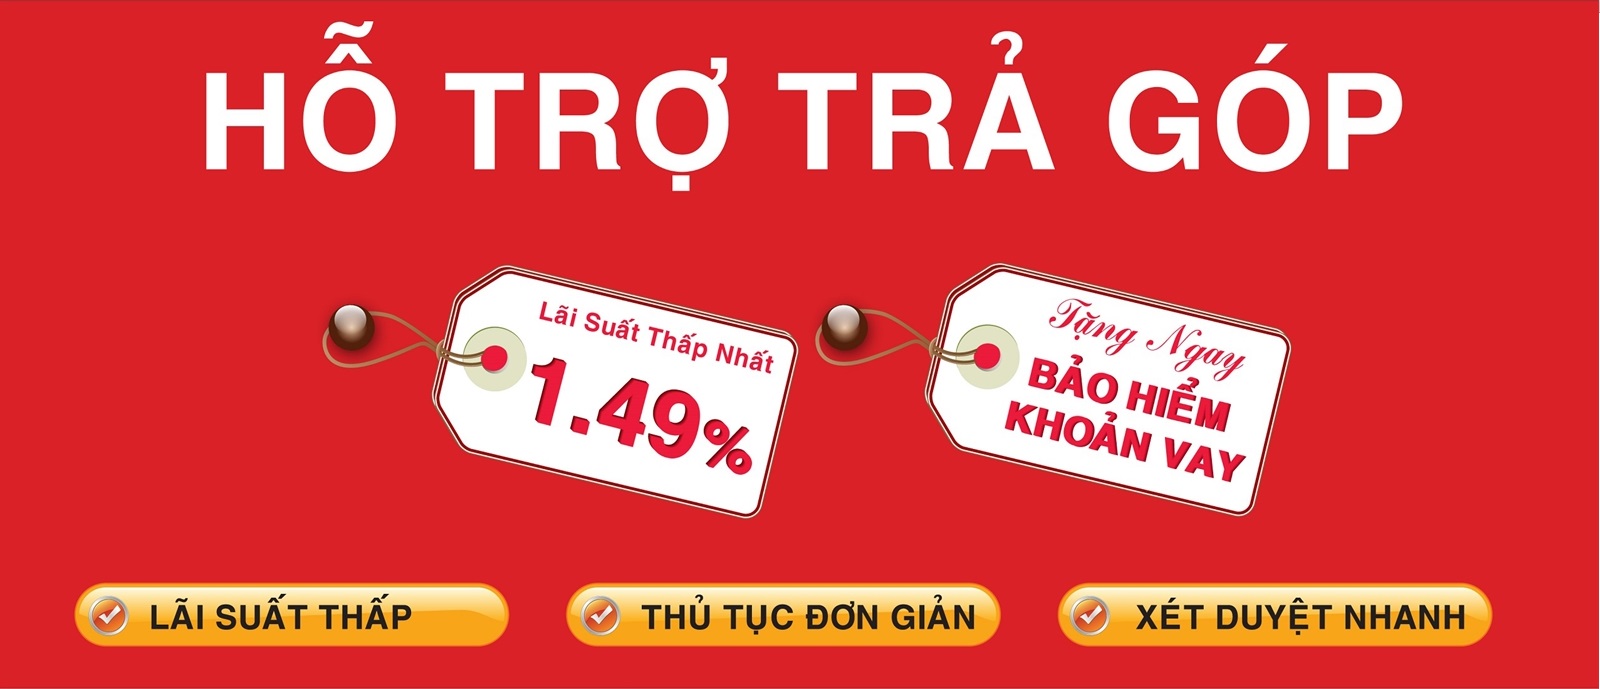 HỖ TRỢ TRẢ GÓP
Lãi Suất Thấp Nhất
1.49%
Tặng Ngay
BẢO HIỂM
KHOẢN VAY
LÃI SUẤT THẤP
THỦ TỤC ĐƠN GIẢN
XÉT DUYỆT NHANH